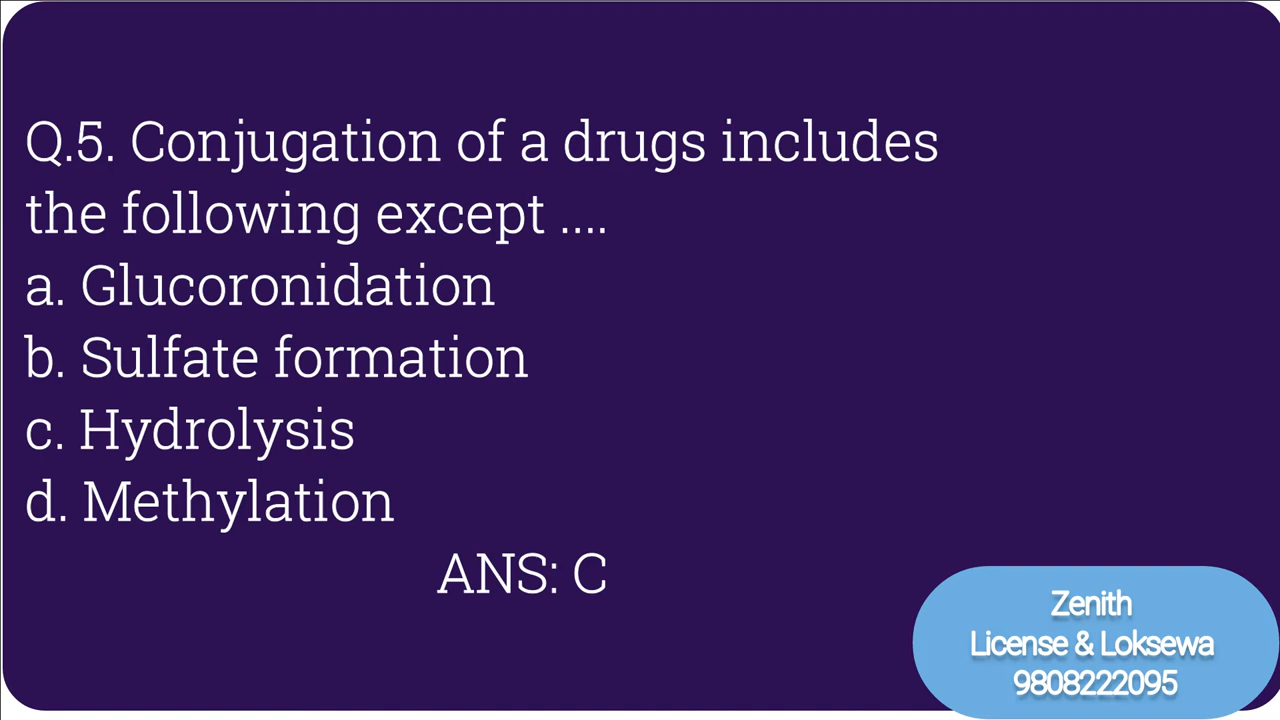 Q.5. Conjugation of a drugs includes
the following except ....
a. Glucoronidation
b. Sulfate formation
c. Hydrolysis
d. Methylation
ANS: C
Zenith
License & Loksewa
9808222095